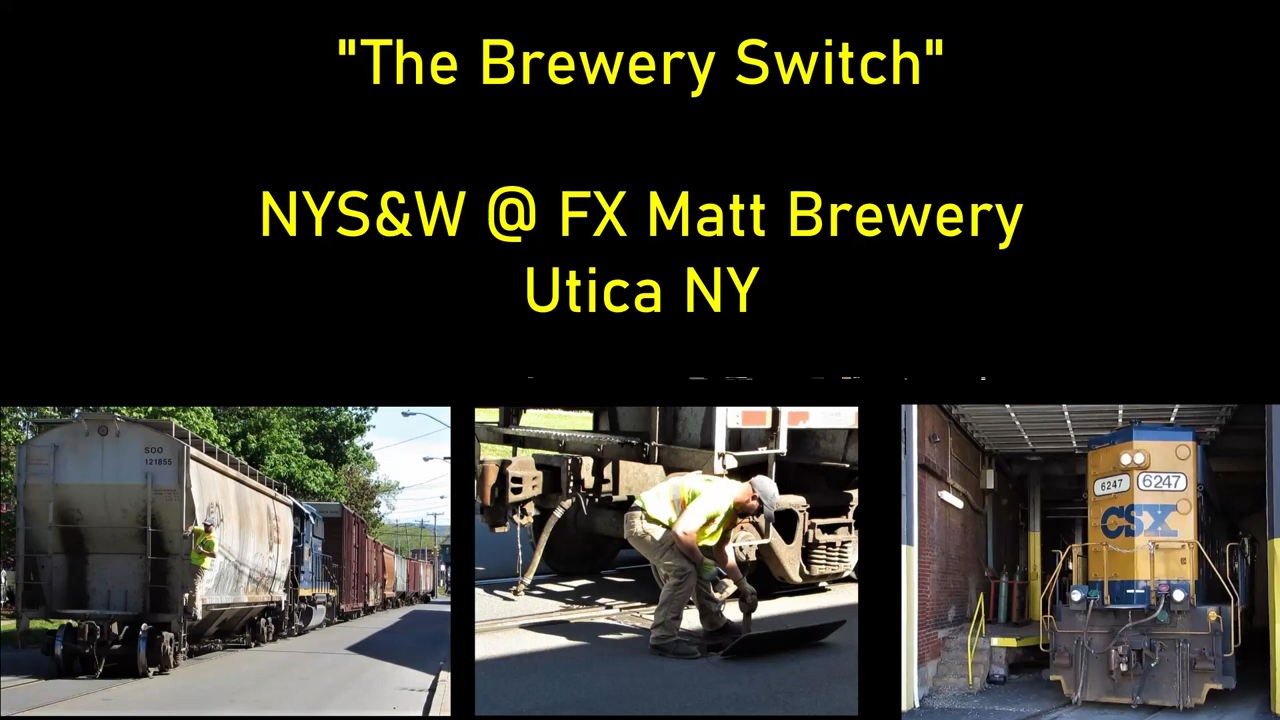 "The Brewery Switch"
NYS&W @ FX Matt Brewery
Utica NY
SOO
121855
6247
6247
CSX